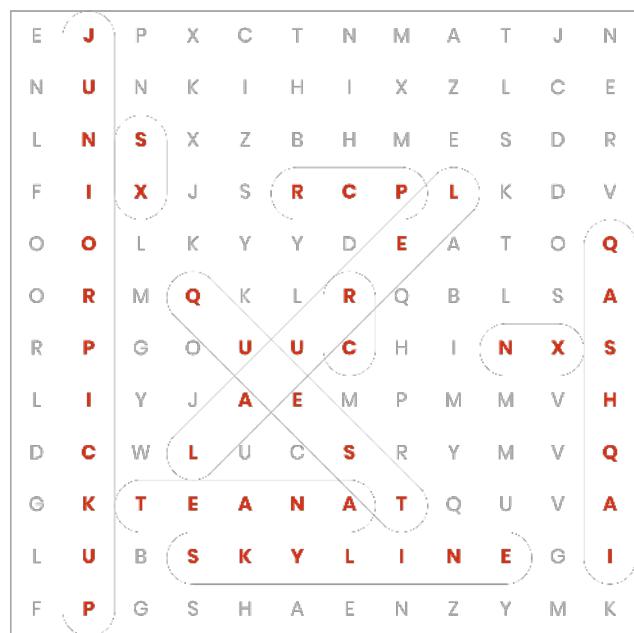 E J P X C T N M A T J N
N U N K I H I X Z L C E
L N S X Z B H M E S D R
F I X J S R C P L K D V
O O L K Y Y D E A T O Q
O R M Q K L R Q B L S A
R P G O U U C H I N X S
L I Y J A E M P M M V H
D C W L U C S R Y M V Q
G K T E A N A T Q U V A
L U B S K Y L I N E G I
F P G S H A E N Z Y M K